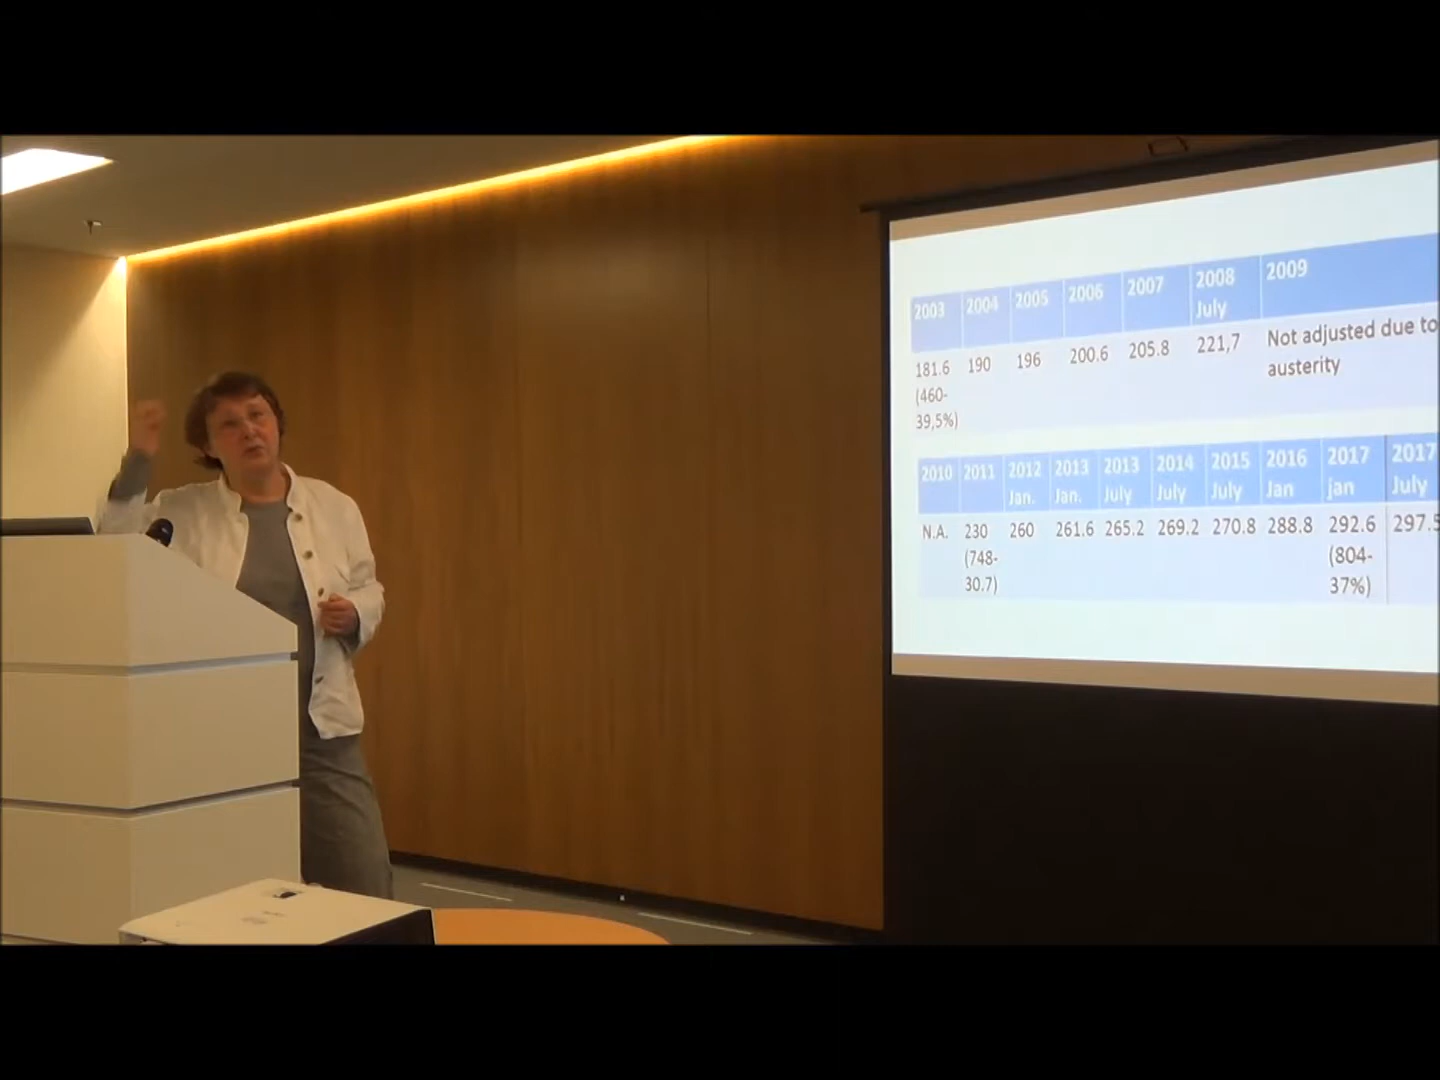 2003 2004 2005 2006 2007 2008 2009
July
181.6 190 196 200.6 205.8 221,7 Not adjusted due to
(460- austerity
39,5%)
2010 2011 2012 2013 2013 2014 2015 2016 2017 2017
Jan. Jan. July July July Jan jan July
N.A. 230 260 261.6 265.2 269.2 270.8 288.8 292.6 297.5
(748- (804-
30.7) 37%)